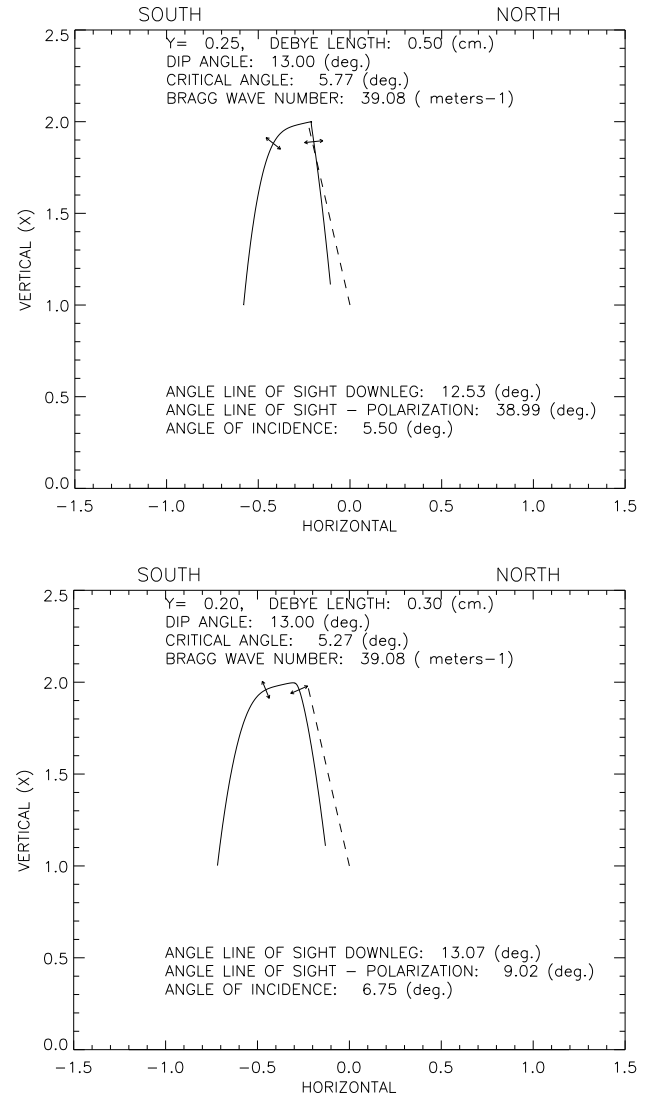 SOUTH NORTH
2.5
Y= 0.25, DEBYE LENGTH: 0.50 (cm.)
DIP ANGLE: 13.00 (deg.)
CRITICAL ANGLE: 5.77 (deg.)
BRAGG WAVE NUMBER: 39.08 ( meters-1)
2.0
1.5
VERTICAL (X)
1.0
0.5
ANGLE LINE OF SIGHT DOWNLEG: 12.53 (deg.)
ANGLE LINE OF SIGHT - POLARIZATION: 38.99 (deg.)
ANGLE OF INCIDENCE: 5.50 (deg.)
0.0
-1.5 -1.0 -0.5 0.0 0.5 1.0 1.5
HORIZONTAL
SOUTH NORTH
2.5
Y= 0.20, DEBYE LENGTH: 0.30 (cm.)
DIP ANGLE: 13.00 (deg.)
CRITICAL ANGLE: 5.27 (deg.)
BRAGG WAVE NUMBER: 39.08 ( meters-1)
2.0
1.5
VERTICAL (X)
1.0
0.5
ANGLE LINE OF SIGHT DOWNLEG: 13.07 (deg.)
ANGLE LINE OF SIGHT - POLARIZATION: 9.02 (deg.)
ANGLE OF INCIDENCE: 6.75 (deg.)
0.0
-1.5 -1.0 -0.5 0.0 0.5 1.0 1.5
HORIZONTAL